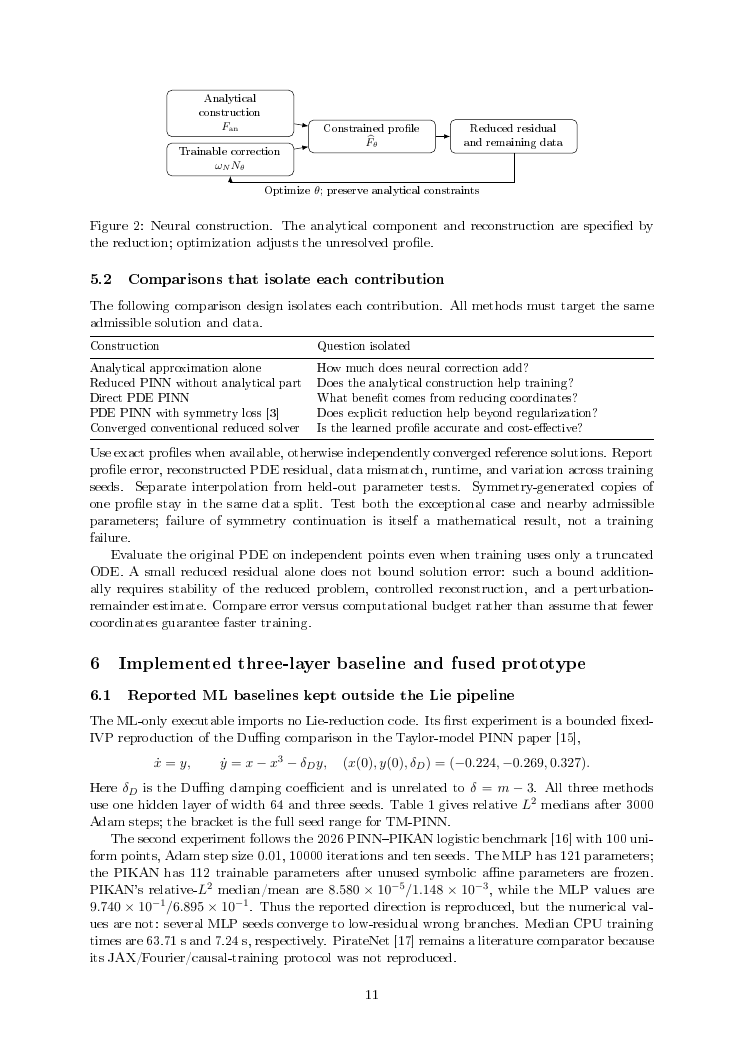 Analytical
construction
F_an
Trainable correction
ω_N N_θ
Constrained profile
F̂_θ
Reduced residual
and remaining data
Optimize θ; preserve analytical constraints
Figure 2: Neural construction. The analytical component and reconstruction are specified by
the reduction; optimization adjusts the unresolved profile.
5.2 Comparisons that isolate each contribution
The following comparison design isolates each contribution. All methods must target the same
admissible solution and data.
Construction Question isolated
Analytical approximation alone How much does neural correction add?
Reduced PINN without analytical part Does the analytical construction help training?
Direct PDE PINN What benefit comes from reducing coordinates?
PDE PINN with symmetry loss [3] Does explicit reduction help beyond regularization?
Converged conventional reduced solver Is the learned profile accurate and cost-effective?
Use exact profiles when available, otherwise independently converged reference solutions. Report
profile error, reconstructed PDE residual, data mismatch, runtime, and variation across training
seeds. Separate interpolation from held-out parameter tests. Symmetry-generated copies of
one profile stay in the same data split. Test both the exceptional case and nearby admissible
parameters; failure of symmetry continuation is itself a mathematical result, not a training
failure.
Evaluate the original PDE on independent points even when training uses only a truncated
ODE. A small reduced residual alone does not bound solution error: such a bound addition-
ally requires stability of the reduced problem, controlled reconstruction, and a perturbation-
remainder estimate. Compare error versus computational budget rather than assume that fewer
coordinates guarantee faster training.
6 Implemented three-layer baseline and fused prototype
6.1 Reported ML baselines kept outside the Lie pipeline
The ML-only executable imports no Lie-reduction code. Its first experiment is a bounded fixed-
IVP reproduction of the Duffing comparison in the Taylor-model PINN paper [15],
ẋ = y, ẏ = x − x³ − δ_D y, (x(0), y(0), δ_D) = (−0.224, −0.269, 0.327).
Here δ_D is the Duffing damping coefficient and is unrelated to δ = m − 3. All three methods
use one hidden layer of width 64 and three seeds. Table 1 gives relative L² medians after 3000
Adam steps; the bracket is the full seed range for TM-PINN.
The second experiment follows the 2026 PINN–PIKAN logistic benchmark [16] with 100 uni-
form points, Adam step size 0.01, 10000 iterations and ten seeds. The MLP has 121 parameters;
the PIKAN has 112 trainable parameters after unused symbolic affine parameters are frozen.
PIKAN's relative-L² median/mean are 8.580 × 10⁻⁵/1.148 × 10⁻³, while the MLP values are
9.740 × 10⁻¹/6.895 × 10⁻¹. Thus the reported direction is reproduced, but the numerical val-
ues are not: several MLP seeds converge to low-residual wrong branches. Median CPU training
times are 63.71 s and 7.24 s, respectively. PirateNet [17] remains a literature comparator because
its JAX/Fourier/causal-training protocol was not reproduced.
11